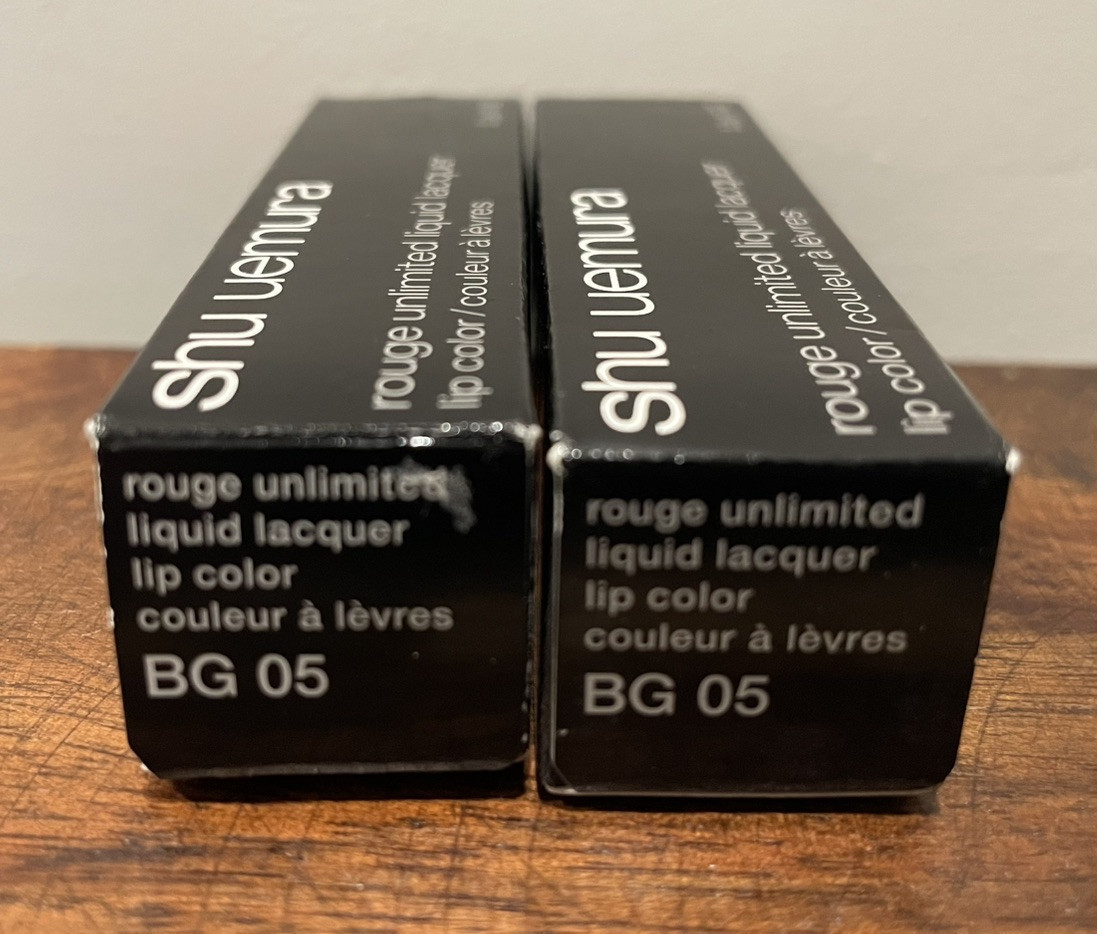 shu uemura
rouge unlimited liquid lacquer
lip color / couleur à lèvres
rouge unlimited
liquid lacquer
lip color
couleur à lèvres
BG 05
shu uemura
rouge unlimited liquid lacquer
lip color / couleur à lèvres
rouge unlimited
liquid lacquer
lip color
couleur à lèvres
BG 05